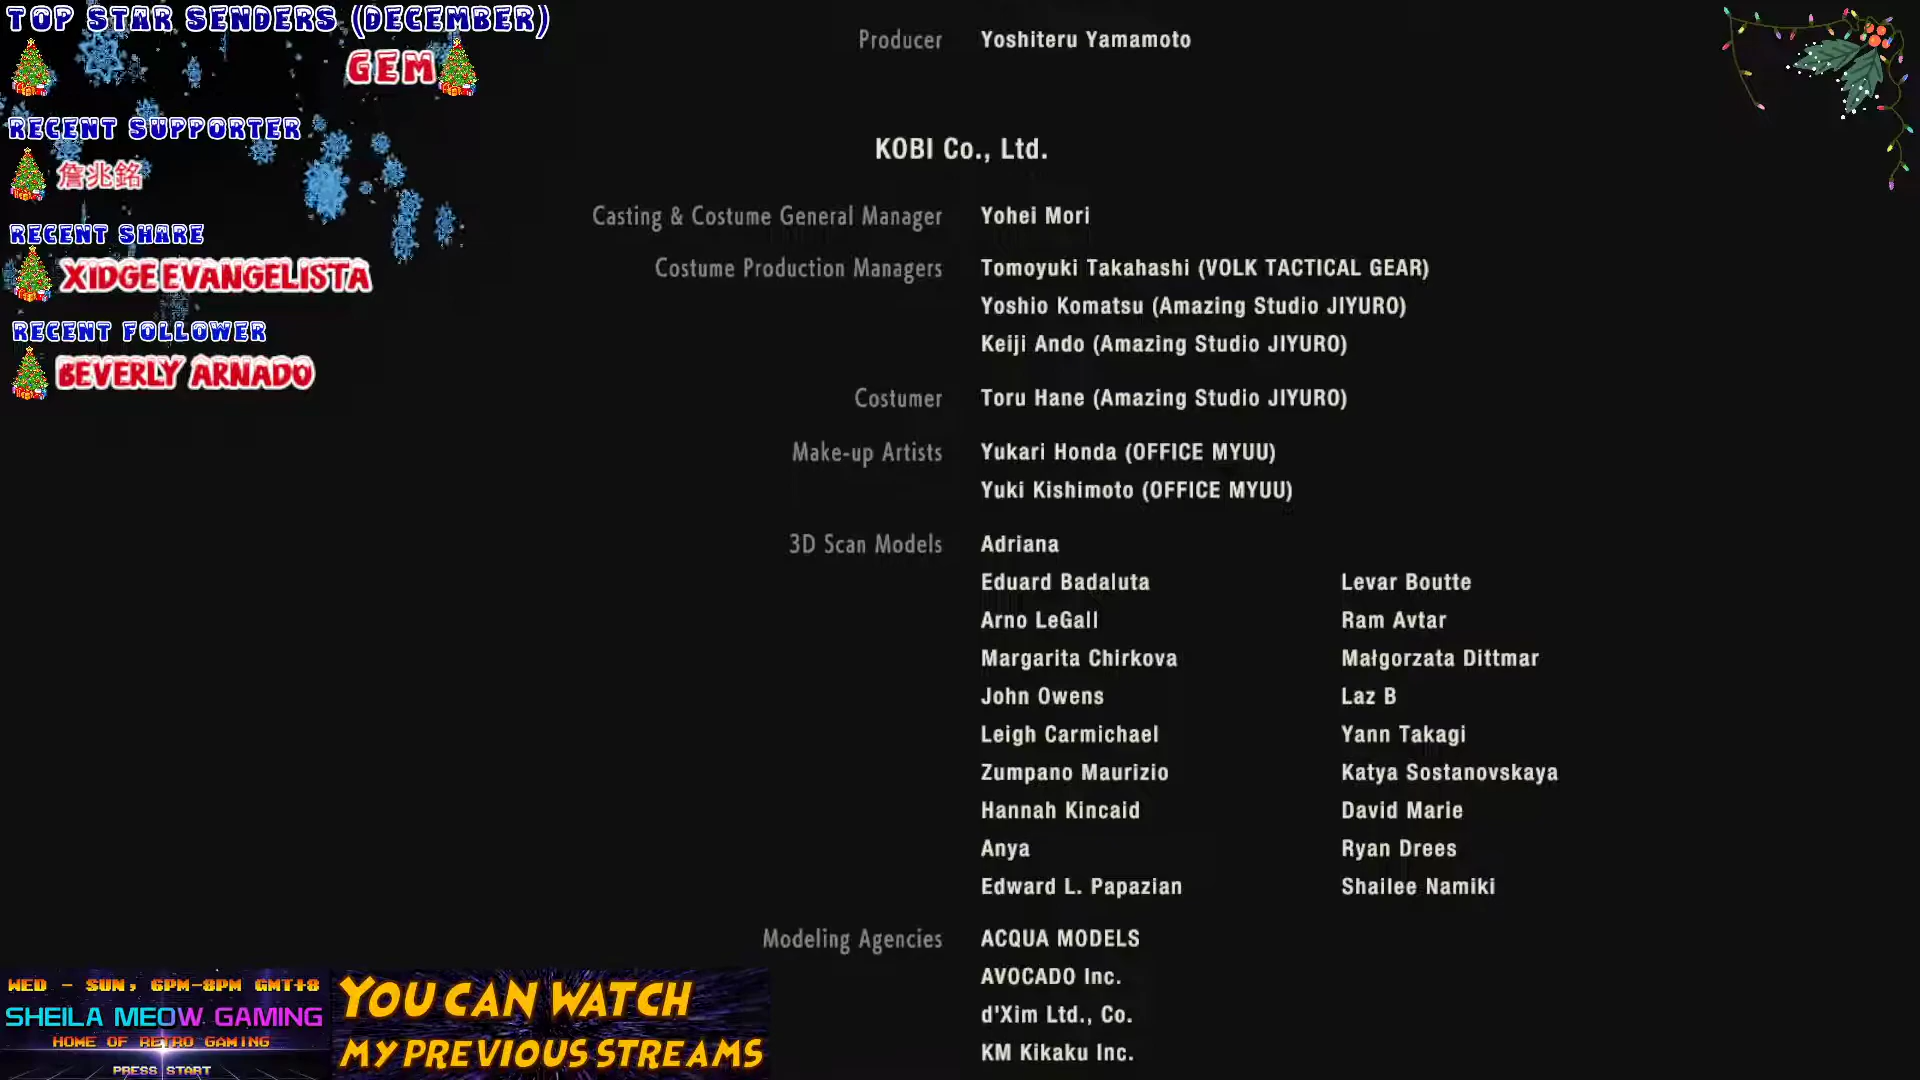 TOP STAR SENDERS (DECEMBER)
GEM
RECENT SUPPORTER
詹兆銘
RECENT SHARE
XIDGE EVANGELISTA
RECENT FOLLOWER
BEVERLY ARNADO
Producer Yoshiteru Yamamoto
KOBI Co., Ltd.
Casting & Costume General Manager Yohei Mori
Costume Production Managers Tomoyuki Takahashi (VOLK TACTICAL GEAR)
Yoshio Komatsu (Amazing Studio JIYURO)
Keiji Ando (Amazing Studio JIYURO)
Costumer Toru Hane (Amazing Studio JIYURO)
Make-up Artists Yukari Honda (OFFICE MYUU)
Yuki Kishimoto (OFFICE MYUU)
3D Scan Models Adriana
Eduard Badaluta Levar Boutte
Arno LeGall Ram Avtar
Margarita Chirkova Małgorzata Dittmar
John Owens Laz B
Leigh Carmichael Yann Takagi
Zumpano Maurizio Katya Sostanovskaya
Hannah Kincaid David Marie
Anya Ryan Drees
Edward L. Papazian Shailee Namiki
Modeling Agencies ACQUA MODELS
AVOCADO Inc.
d'Xim Ltd., Co.
KM Kikaku Inc.
WED - SUN, 6PM-8PM GMT+8
SHEILA MEOW GAMING
HOME OF RETRO GAMING
PRESS START
YOU CAN WATCH
MY PREVIOUS STREAMS